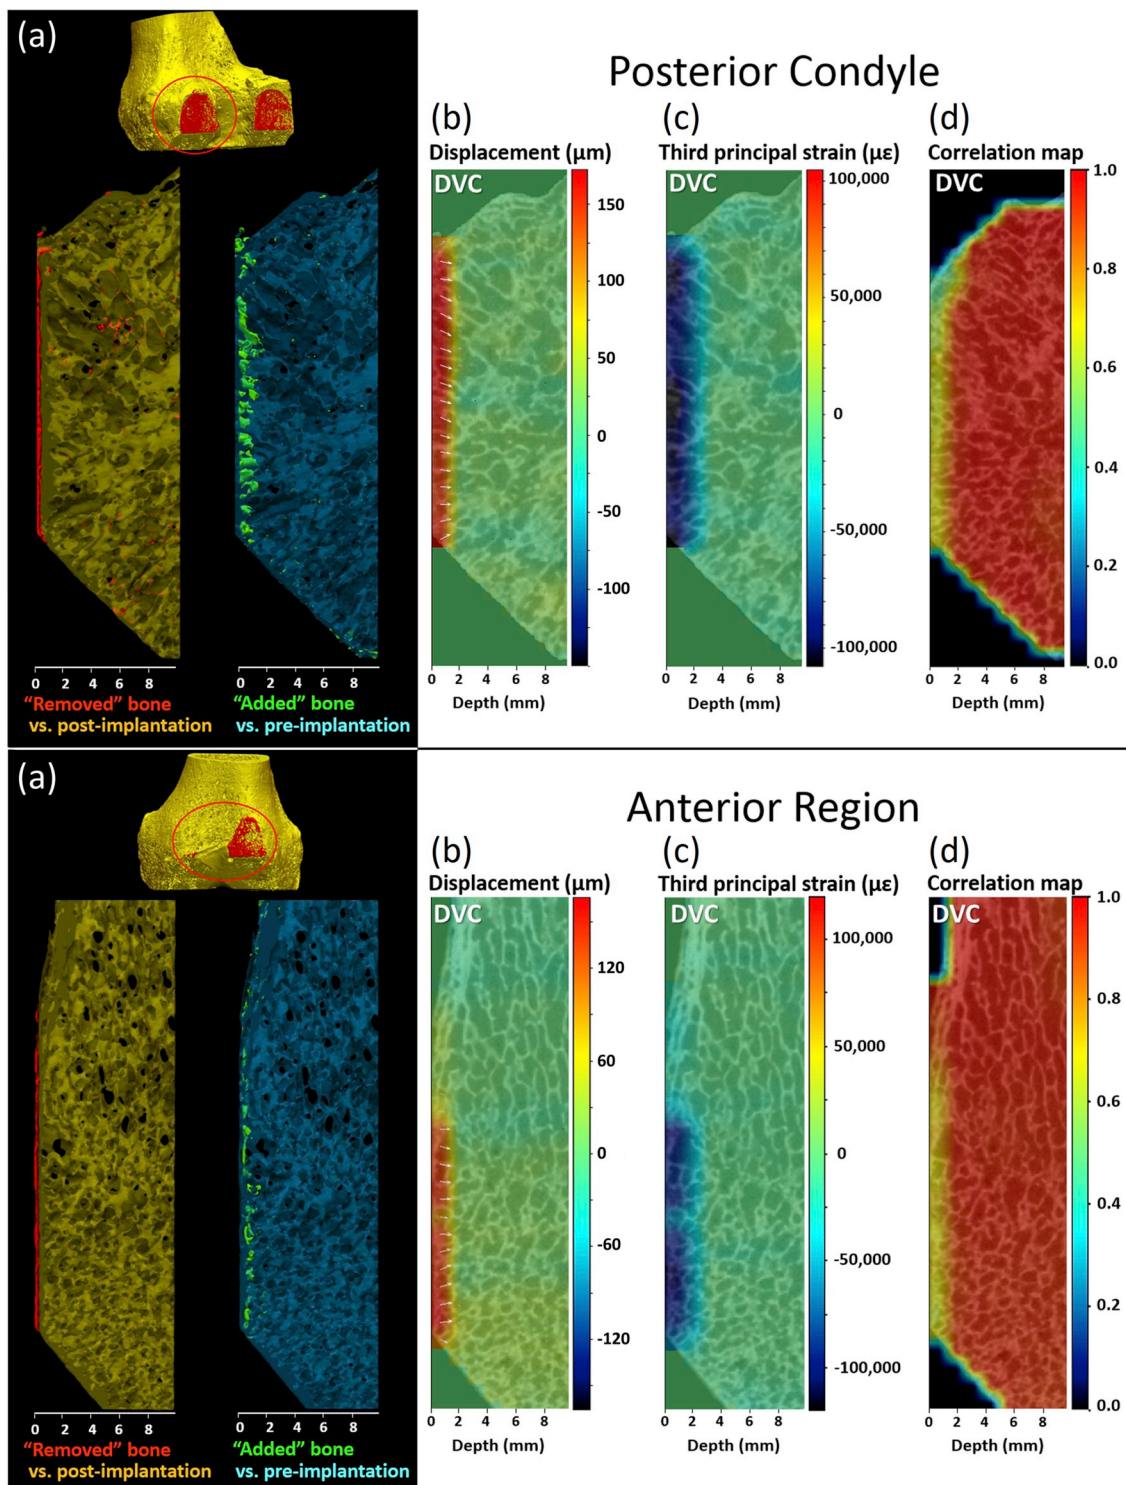 (a)
Posterior Condyle
(b)
(c)
(d)
Displacement (μm)
Third principal strain (με)
Correlation map
DVC
DVC
150
100
50
0
-50
-100
100,000
50,000
0
-50,000
-100,000
1.0
0.8
0.6
0.4
0.2
0.0
0 2 4 6 8
0 2 4 6 8
0 2 4 6 8
0 2 4 6 8
0 2 4 6 8
Depth (mm)
Depth (mm)
Depth (mm)
“Removed” bone
vs. post-implantation
“Added” bone
vs. pre-implantation
(a)
Anterior Region
(b)
(c)
(d)
Displacement (μm)
Third principal strain (με)
Correlation map
DVC
DVC
DVC
120
60
0
-60
-120
100,000
50,000
0
-50,000
-100,000
1.0
0.8
0.6
0.4
0.2
0.0
0 2 4 6 8
0 2 4 6 8
0 2 4 6 8
0 2 4 6 8
0 2 4 6 8
Depth (mm)
Depth (mm)
Depth (mm)
“Removed” bone
vs. post-implantation
“Added” bone
vs. pre-implantation